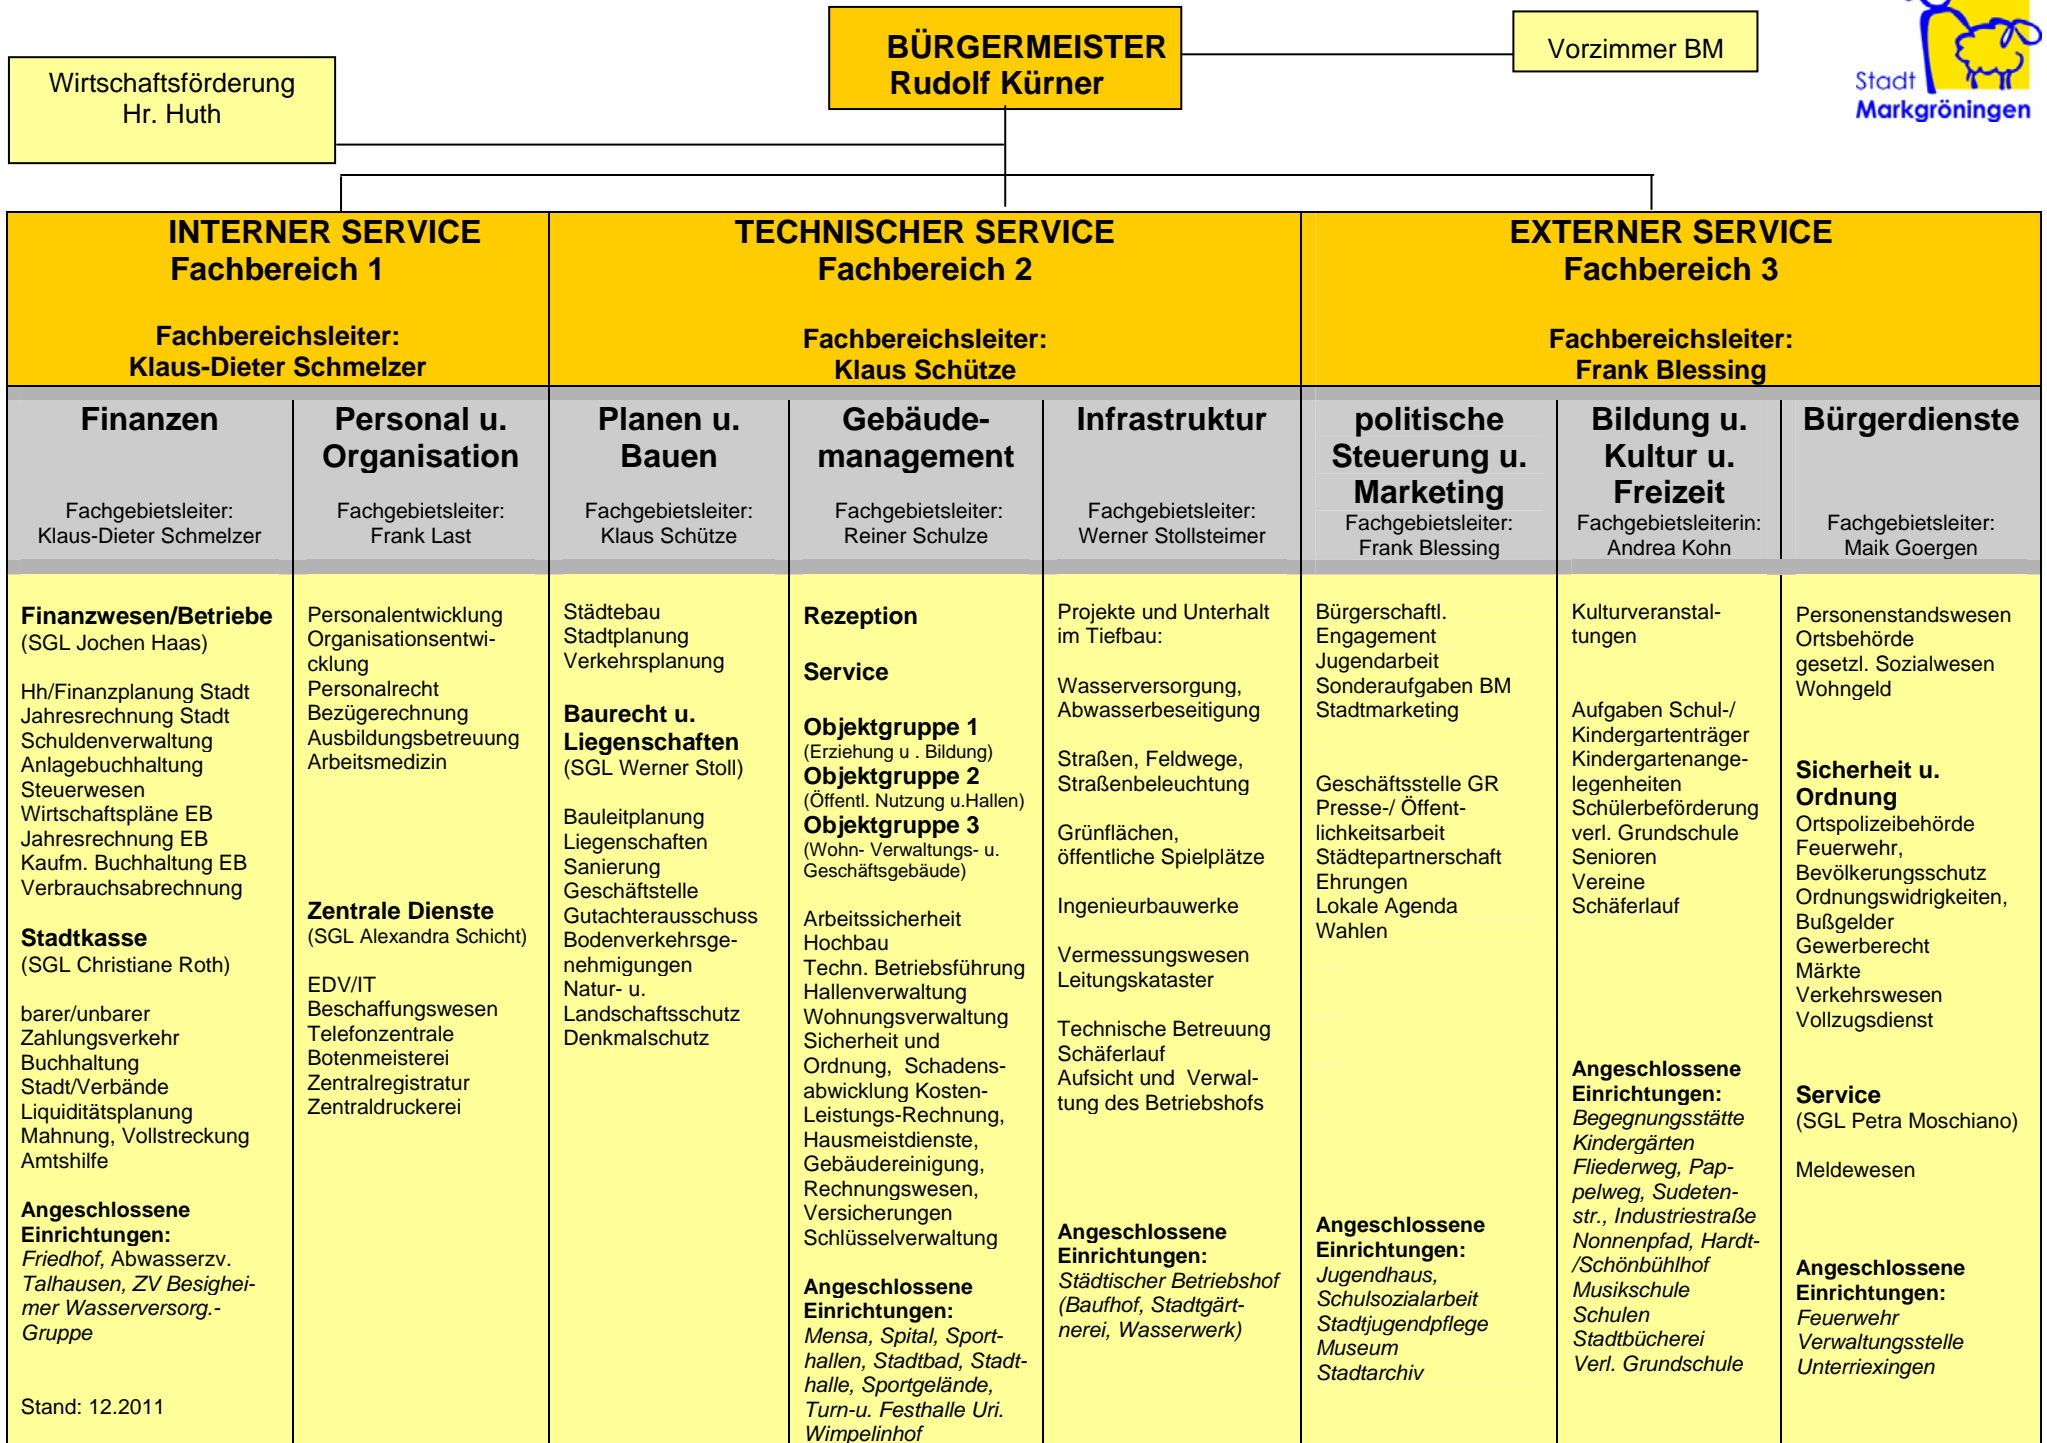 BÜRGERMEISTER
Rudolf Kürner
Vorzimmer BM
Wirtschaftsförderung
Hr. Huth
Stadt
Markgröningen
INTERNER SERVICE
Fachbereich 1
Fachbereichsleiter:
Klaus-Dieter Schmelzer
TECHNISCHER SERVICE
Fachbereich 2
Fachbereichsleiter:
Klaus Schütze
EXTERNER SERVICE
Fachbereich 3
Fachbereichsleiter:
Frank Blessing
Finanzen
Fachgebietsleiter:
Klaus-Dieter Schmelzer
Finanzwesen/Betriebe
(SGL Jochen Haas)
Hh/Finanzplanung Stadt
Jahresrechnung Stadt
Schuldenverwaltung
Anlagebuchhaltung
Steuerwesen
Wirtschaftspläne EB
Jahresrechnung EB
Kaufm. Buchhaltung EB
Verbrauchsabrechnung
Stadtkasse
(SGL Christiane Roth)
barer/unbarer
Zahlungsverkehr
Buchhaltung
Stadt/Verbände
Liquiditätsplanung
Mahnung, Vollstreckung
Amtshilfe
Angeschlossene
Einrichtungen:
Friedhof, Abwasserzv.
Talhausen, ZV Besighei-
mer Wasserversorg.-
Gruppe
Stand: 12.2011
Personal u.
Organisation
Fachgebietsleiter:
Frank Last
Personalentwicklung
Organisationsentwi-
cklung
Personalrecht
Bezügerechnung
Ausbildungsbetreuung
Arbeitsmedizin
Zentrale Dienste
(SGL Alexandra Schicht)
EDV/IT
Beschaffungswesen
Telefonzentrale
Botenmeisterei
Zentralregistratur
Zentraldruckerei
Planen u.
Bauen
Fachgebietsleiter:
Klaus Schütze
Städtebau
Stadtplanung
Verkehrsplanung
Baurecht u.
Liegenschaften
(SGL Werner Stoll)
Bauleitplanung
Liegenschaften
Sanierung
Geschäftstelle
Gutachterausschuss
Bodenverkehrsge-
nehmigungen
Natur- u.
Landschaftsschutz
Denkmalschutz
Gebäude-
management
Fachgebietsleiter:
Reiner Schulze
Rezeption
Service
Objektgruppe 1
(Erziehung u . Bildung)
Objektgruppe 2
(Öffentl. Nutzung u.Hallen)
Objektgruppe 3
(Wohn- Verwaltungs- u.
Geschäftsgebäude)
Arbeitssicherheit
Hochbau
Techn. Betriebsführung
Hallenverwaltung
Wohnungsverwaltung
Sicherheit und
Ordnung, Schadens-
abwicklung Kosten-
Leistungs-Rechnung,
Hausmeistdienste,
Gebäudereinigung,
Rechnungswesen,
Versicherungen
Schlüsselverwaltung
Angeschlossene
Einrichtungen:
Mensa, Spital, Sport-
hallen, Stadtbad, Stadt-
halle, Sportgelände,
Turn-u. Festhalle Uri.
Wimpelinhof
Infrastruktur
Fachgebietsleiter:
Werner Stollsteimer
Projekte und Unterhalt
im Tiefbau:
Wasserversorgung,
Abwasserbeseitigung
Straßen, Feldwege,
Straßenbeleuchtung
Grünflächen,
öffentliche Spielplätze
Ingenieurbauwerke
Vermessungswesen
Leitungskataster
Technische Betreuung
Schäferlauf
Aufsicht und Verwal-
tung des Betriebshofs
Angeschlossene
Einrichtungen:
Städtischer Betriebshof
(Baufhof, Stadtgärt-
nerei, Wasserwerk)
politische
Steuerung u.
Marketing
Fachgebietsleiter:
Frank Blessing
Bürgerschaftl.
Engagement
Jugendarbeit
Sonderaufgaben BM
Stadtmarketing
Geschäftsstelle GR
Presse-/ Öffent-
lichkeitsarbeit
Städtepartnerschaft
Ehrungen
Lokale Agenda
Wahlen
Angeschlossene
Einrichtungen:
Jugendhaus,
Schulsozialarbeit
Stadtjugendpflege
Museum
Stadtarchiv
Bildung u.
Kultur u.
Freizeit
Fachgebietsleiterin:
Andrea Kohn
Kulturveranstal-
tungen
Aufgaben Schul-/
Kindergartenträger
Kindergartenange-
legenheiten
Schülerbeförderung
verl. Grundschule
Senioren
Vereine
Schäferlauf
Angeschlossene
Einrichtungen:
Begegnungsstätte
Kindergärten
Fliederweg, Pap-
pelweg, Sudeten-
str., Industriestraße
Nonnenpfad, Hardt-
/Schönbühlhof
Musikschule
Schulen
Stadtbücherei
Verl. Grundschule
Bürgerdienste
Fachgebietsleiter:
Maik Goergen
Personenstandswesen
Ortsbehörde
gesetzl. Sozialwesen
Wohngeld
Sicherheit u.
Ordnung
Ortspolizeibehörde
Feuerwehr,
Bevölkerungsschutz
Ordnungswidrigkeiten,
Bußgelder
Gewerberecht
Märkte
Verkehrswesen
Vollzugsdienst
Service
(SGL Petra Moschiano)
Meldewesen
Angeschlossene
Einrichtungen:
Feuerwehr
Verwaltungsstelle
Unterriexingen